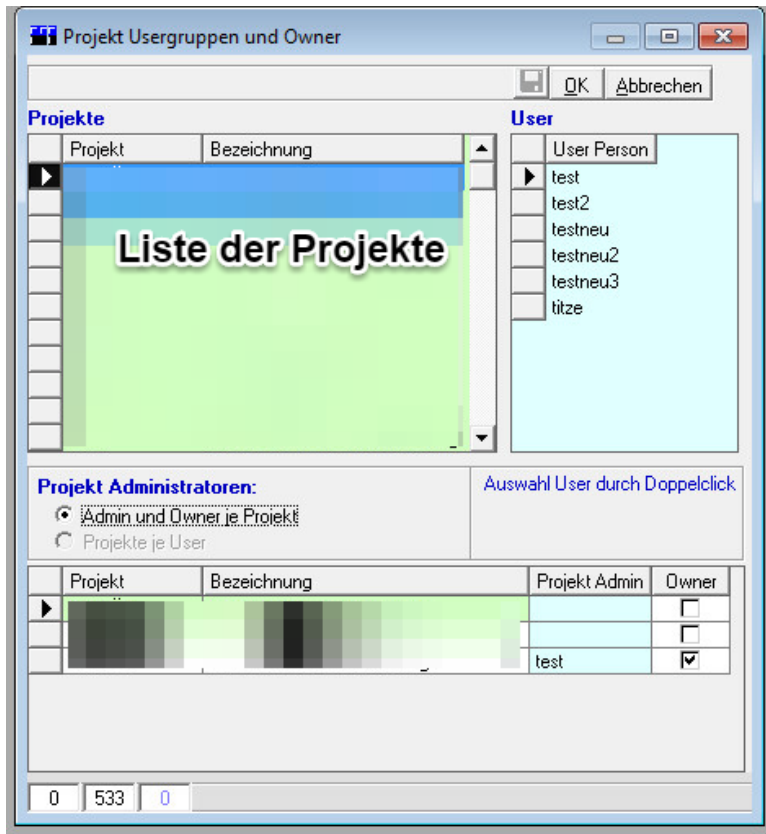 Projekt Usergruppen und Owner
OK Abbrechen
Projekte User
Projekt Bezeichnung User Person
test
test2
testneu
testneu2
testneu3
titze
Liste der Projekte
Projekt Administratoren: Auswahl User durch Doppelclick
Admin und Owner je Projekt
Projekte je User
Projekt Bezeichnung Projekt Admin Owner
test
0 533 0